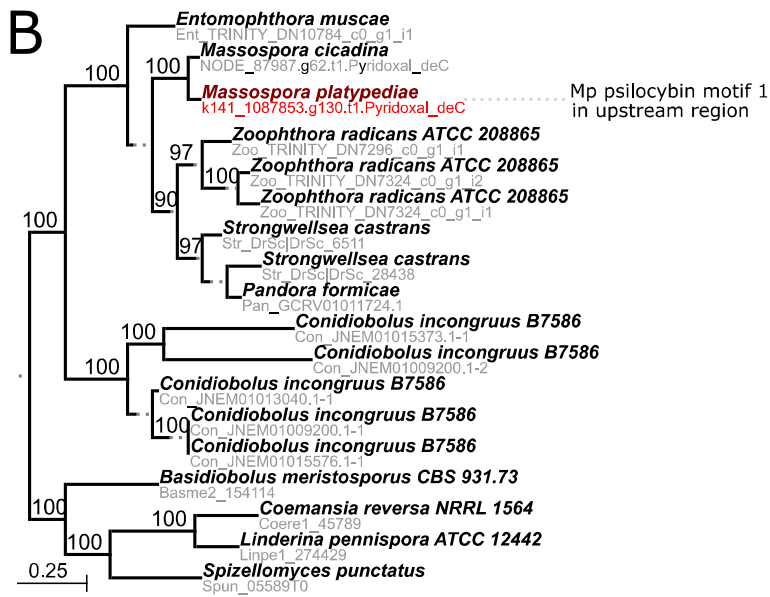 B
Entomophthora muscae
Ent_TRINITY_DN10784_c0_g1_i1
100
Massospora cicadina
100
NODE_87987.g62.t1.Pyridoxal_deC
Massospora platypediae
k141_1087853.g130.t1.Pyridoxal_deC
Mp psilocybin motif 1
in upstream region
Zoophthora radicans ATCC 208865
97
Zoo_TRINITY_DN7296_c0_g1_i1
Zoophthora radicans ATCC 208865
100
Zoo_TRINITY_DN7324_c0_g1_i2
Zoophthora radicans ATCC 208865
90
Zoo_TRINITY_DN7324_c0_g1_i1
100
Strongwellsea castrans
97
Str_DrSc|DrSc_6511
Strongwellsea castrans
Str_DrSc|DrSc_28438
Pandora formicae
Pan_GCRV01011724.1
Conidiobolus incongruus B7586
100
Con_JNEM01015373.1-1
Conidiobolus incongruus B7586
100
Con_JNEM01009200.1-2
Conidiobolus incongruus B7586
Con_JNEM01013040.1-1
Conidiobolus incongruus B7586
100
Con_JNEM01009200.1-1
Conidiobolus incongruus B7586
Con_JNEM01015576.1-1
Basidiobolus meristosporus CBS 931.73
Basme2_154114
100
Coemansia reversa NRRL 1564
100
Coere1_45789
100
Linderina pennispora ATCC 12442
Linpe1_274429
0.25
Spizellomyces punctatus
Spun_05589T0